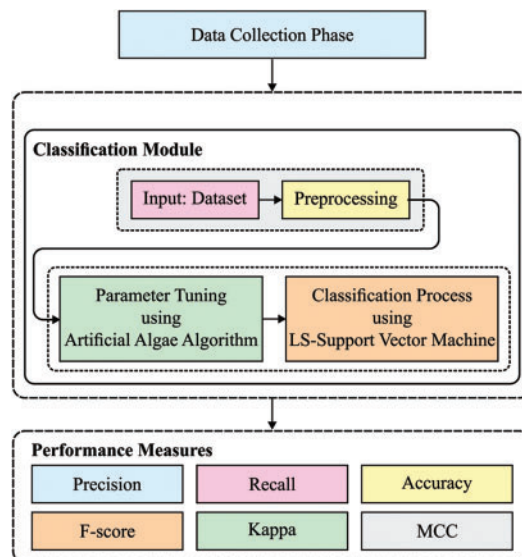 Data Collection Phase
Classification Module
Input: Dataset
Preprocessing
Parameter Tuning
using
Artificial Algae Algorithm
Classification Process
using
LS-Support Vector Machine
Performance Measures
Precision
Recall
Accuracy
F-score
Kappa
MCC